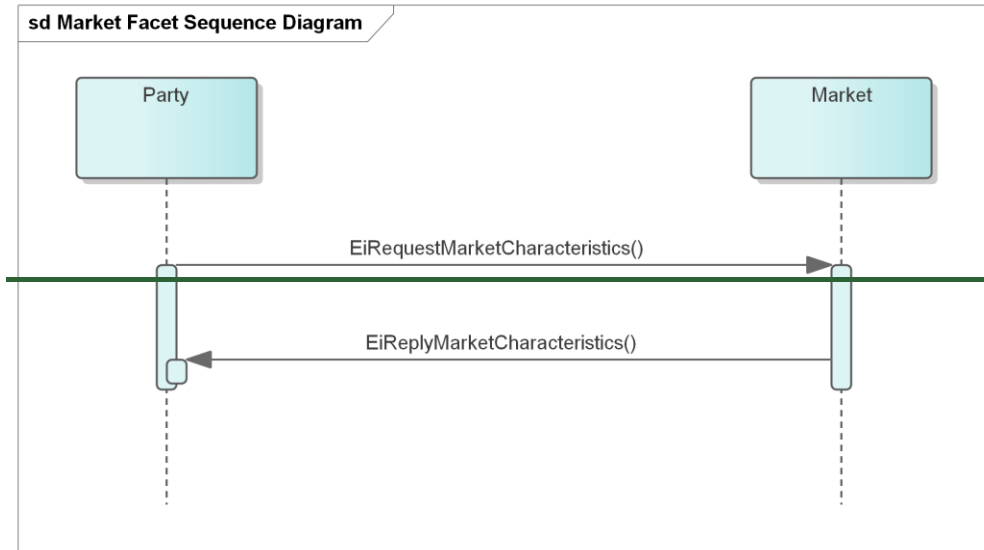 sd Market Facet Sequence Diagram
Party
Market
EiRequestMarketCharacteristics()
EiReplyMarketCharacteristics()